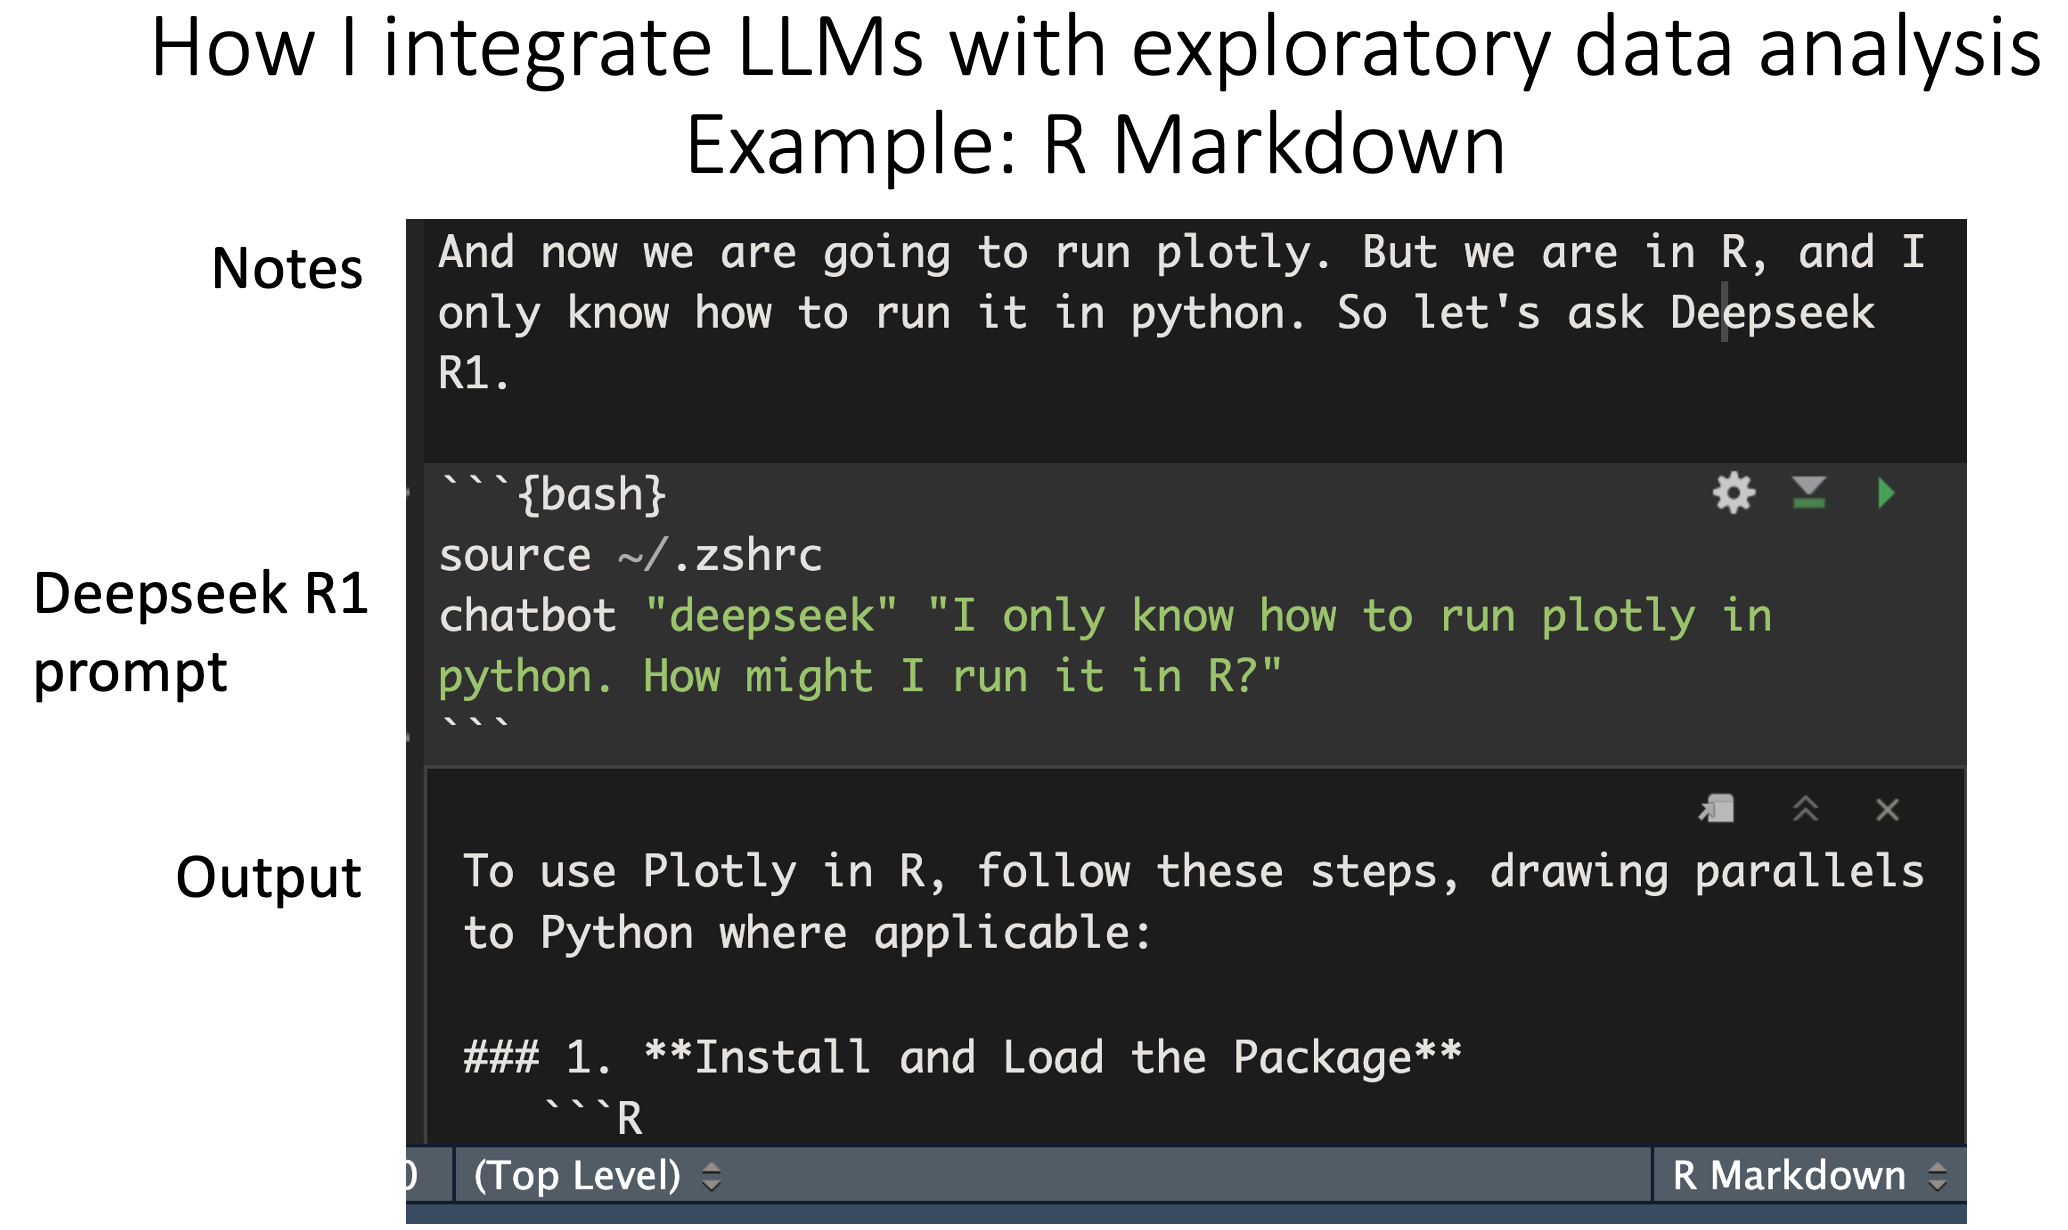 How I integrate LLMs with exploratory data analysis
Example: R Markdown
Notes
And now we are going to run plotly. But we are in R, and I
only know how to run it in python. So let's ask Deepseek
R1.
```{bash}
source ~/.zshrc
Deepseek R1
prompt
chatbot "deepseek" "I only know how to run plotly in
python. How might I run it in R?"
```
Output
To use Plotly in R, follow these steps, drawing parallels
to Python where applicable:
### 1. **Install and Load the Package**
```R
(Top Level)
R Markdown